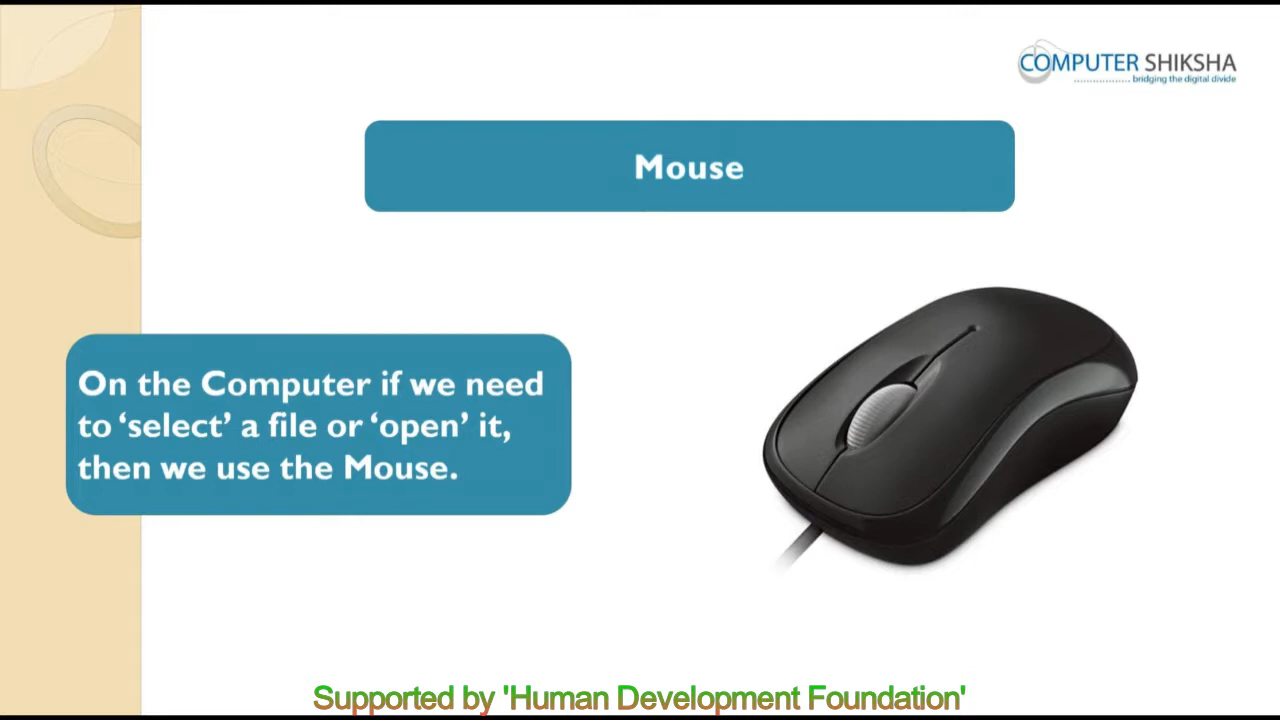 COMPUTER SHIKSHA
bridging the digital divide
Mouse
On the Computer if we need
to ‘select’ a file or ‘open’ it,
then we use the Mouse.
Supported by 'Human Development Foundation'